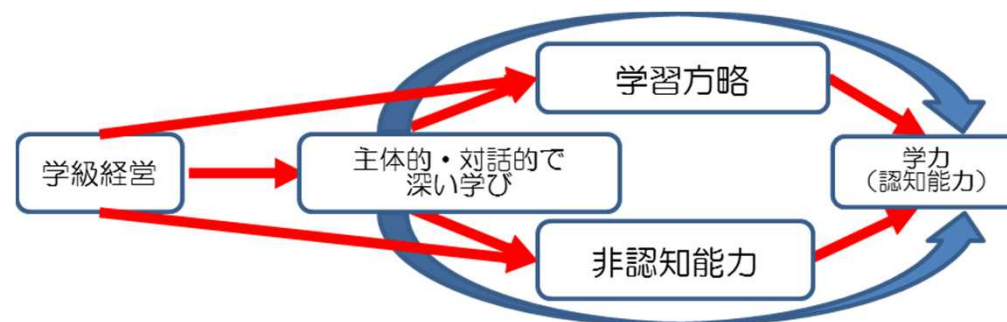 学習方略
学級経営
主体的・対話的で
深い学び
学力
（認知能力）
非認知能力